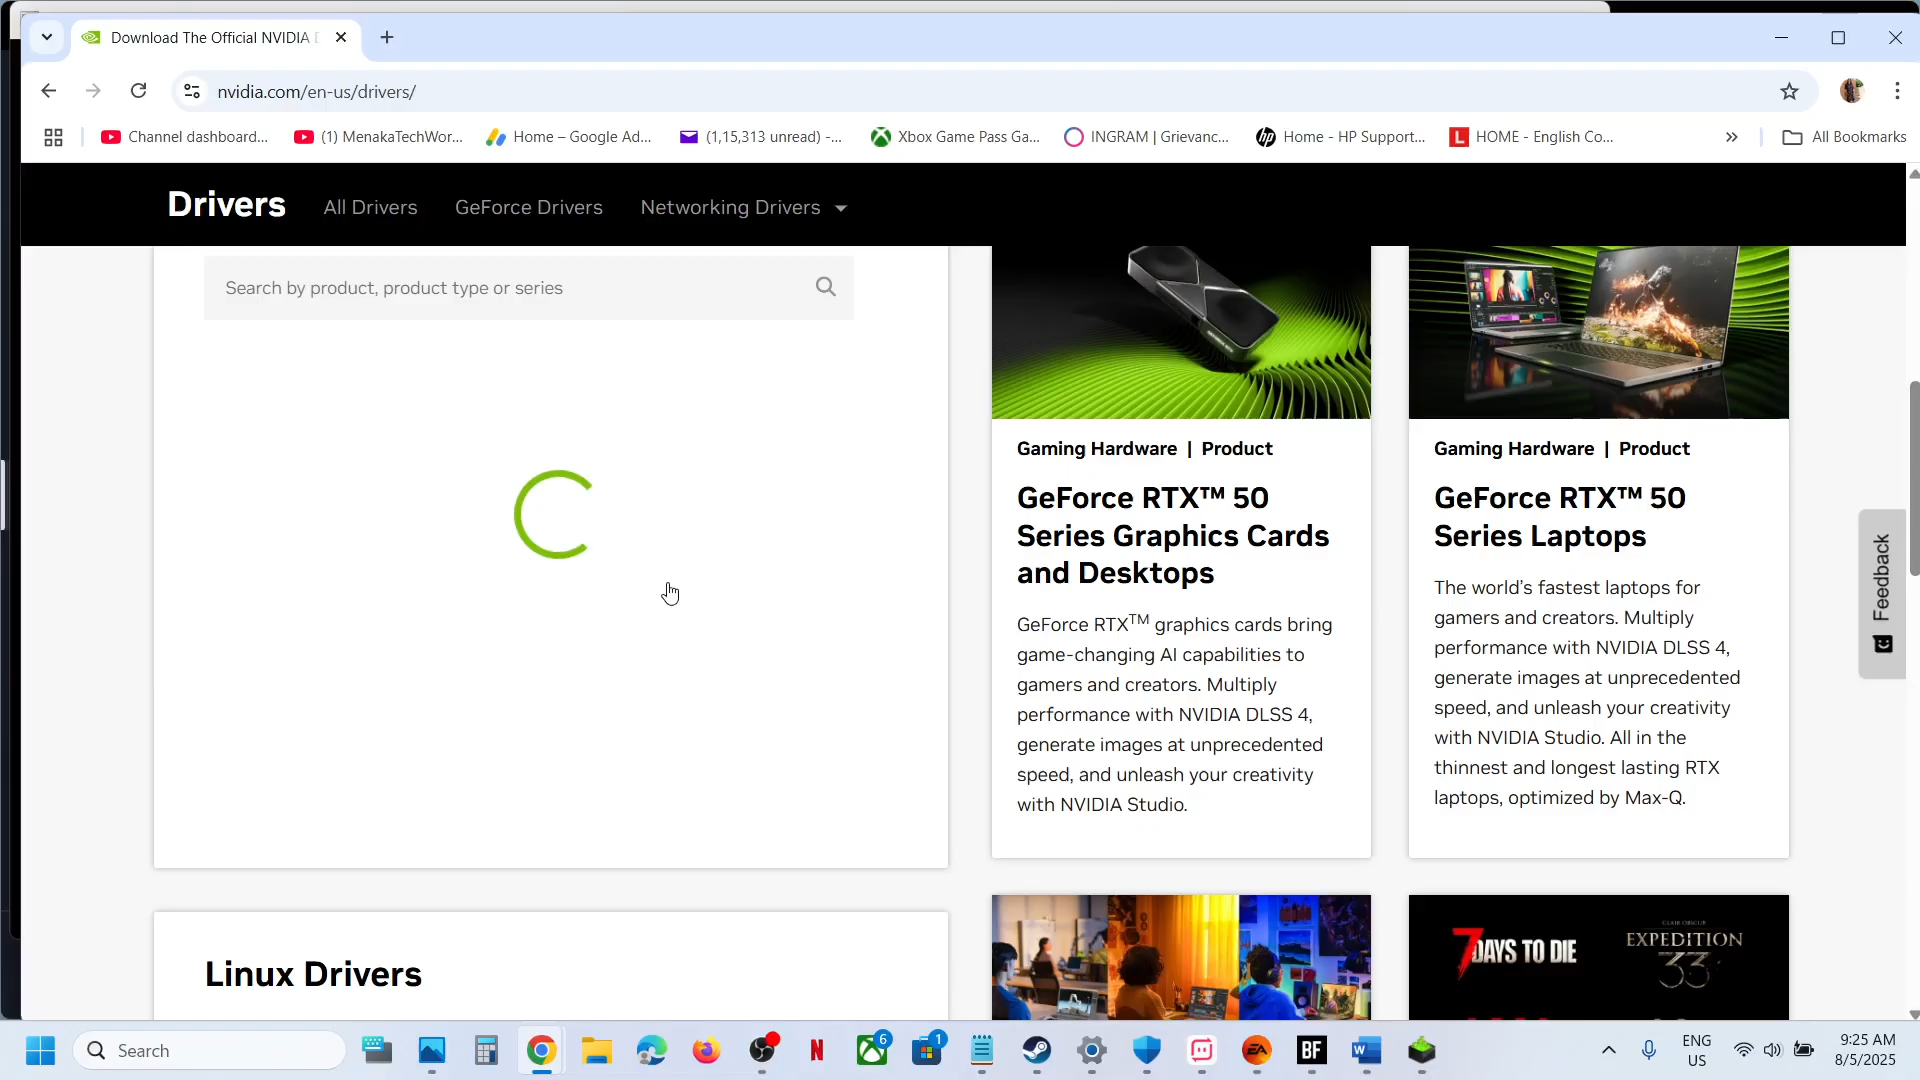 Download The Official NVIDIA D
nvidia.com/en-us/drivers/
Channel dashboard...
(1) MenakaTechWor...
Home – Google Ad...
(1,15,313 unread) -...
Xbox Game Pass Ga...
INGRAM | Grievanc...
Home - HP Support...
HOME - English Co...
All Bookmarks
Drivers
All Drivers
GeForce Drivers
Networking Drivers
Search by product, product type or series
Gaming Hardware | Product
GeForce RTX™ 50
Series Graphics Cards
and Desktops
GeForce RTX™ graphics cards bring
game-changing AI capabilities to
gamers and creators. Multiply
performance with NVIDIA DLSS 4,
generate images at unprecedented
speed, and unleash your creativity
with NVIDIA Studio.
Gaming Hardware | Product
GeForce RTX™ 50
Series Laptops
The world's fastest laptops for
gamers and creators. Multiply
performance with NVIDIA DLSS 4,
generate images at unprecedented
speed, and unleash your creativity
with NVIDIA Studio. All in the
thinnest and longest lasting RTX
laptops, optimized by Max-Q.
Feedback
Linux Drivers
7 DAYS TO DIE
CLAIR OBSCUR
EXPEDITION
33
Search
6
1
BF
ENG
US
9:25 AM
8/5/2025